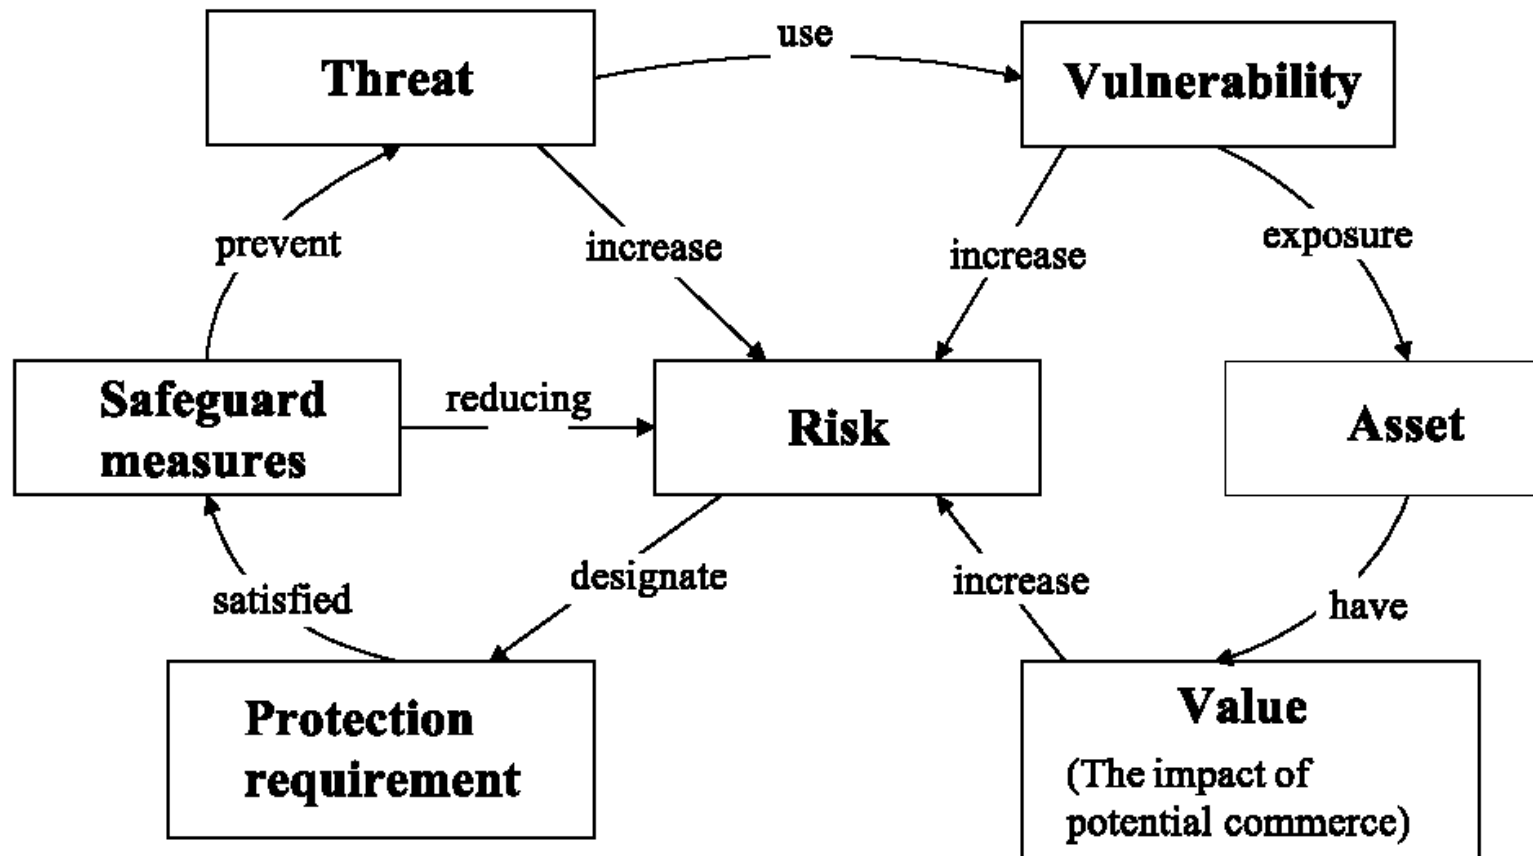 use
Threat
Vulnerability
prevent
increase
increase
exposure
Safeguard
measures
reducing
Risk
Asset
satisfied
designate
increase
have
Protection
requirement
Value
(The impact of
potential commerce)